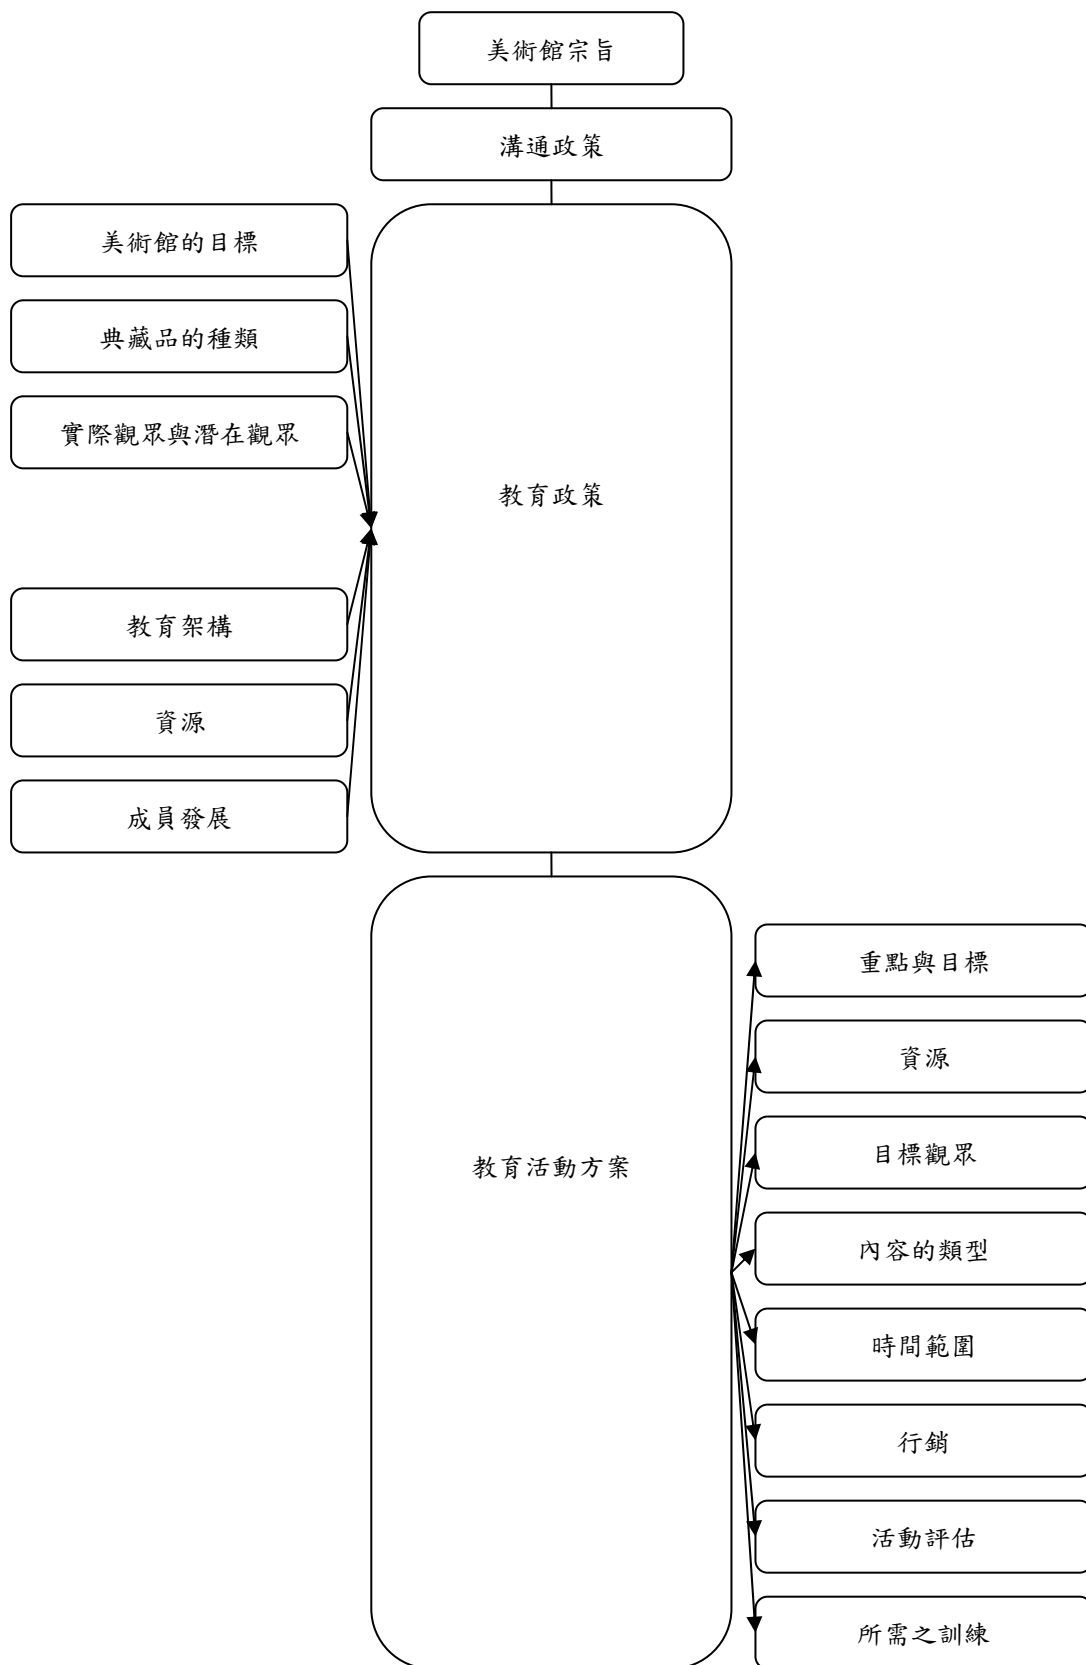 美術館宗旨
溝通政策
美術館的目標
典藏品的種類
實際觀眾與潛在觀眾
教育政策
教育架構
資源
成員發展
教育活動方案
重點與目標
資源
目標觀眾
內容的類型
時間範圍
行銷
活動評估
所需之訓練